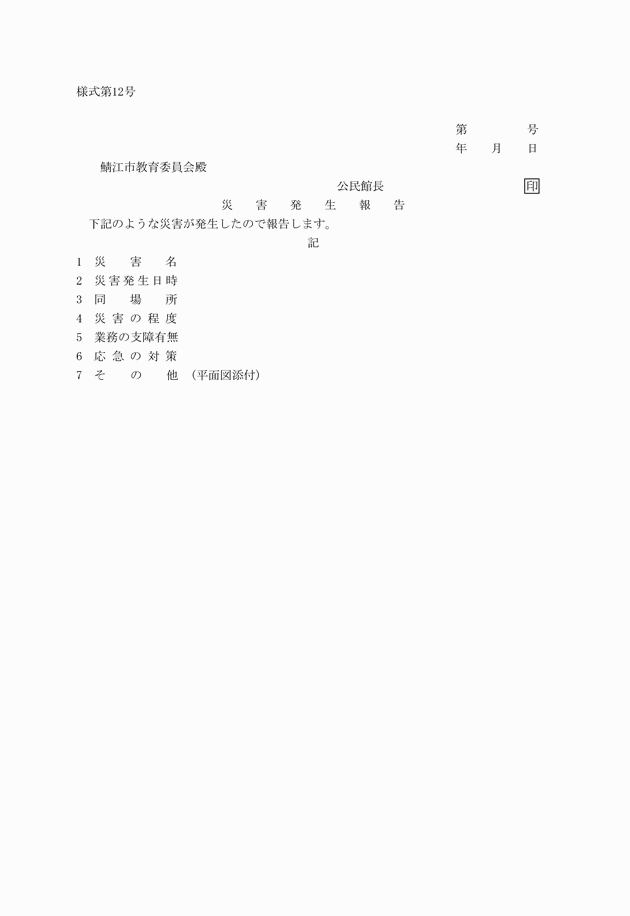 様式第12号
第　　　　　号
年　　月　　日
鯖江市教育委員会殿
公民館長　　　　　　　　　　　　印
災　害　発　生　報　告
下記のような災害が発生したので報告します。
記
1　災　　害　　名
2　災害発生日時
3　同　　場　　所
4　災害の程度
5　業務の支障有無
6　応急の対策
7　そ　　の　　他　(平面図添付)